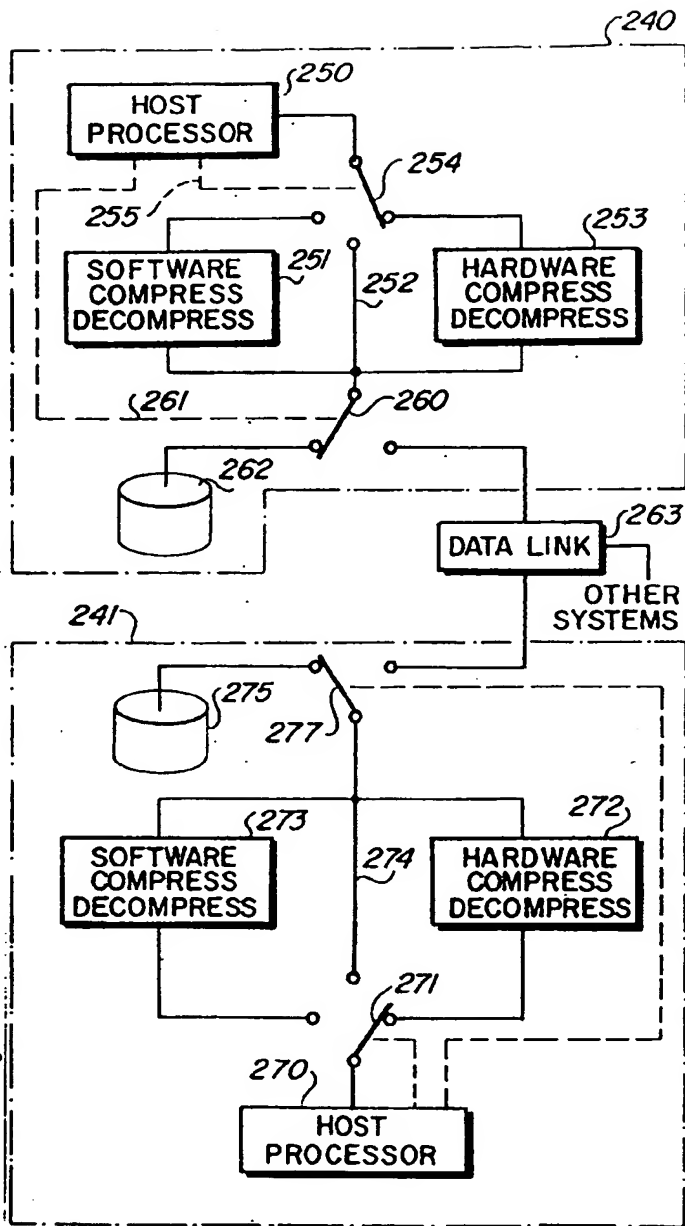 240
250
HOST
PROCESSOR
254
255
253
SOFTWARE
COMPRESS
DECOMPRESS
251
252
HARDWARE
COMPRESS
DECOMPRESS
261
260
262
263
DATA LINK
OTHER
SYSTEMS
241
275
277
273
272
SOFTWARE
COMPRESS
DECOMPRESS
274
HARDWARE
COMPRESS
DECOMPRESS
271
270
HOST
PROCESSOR